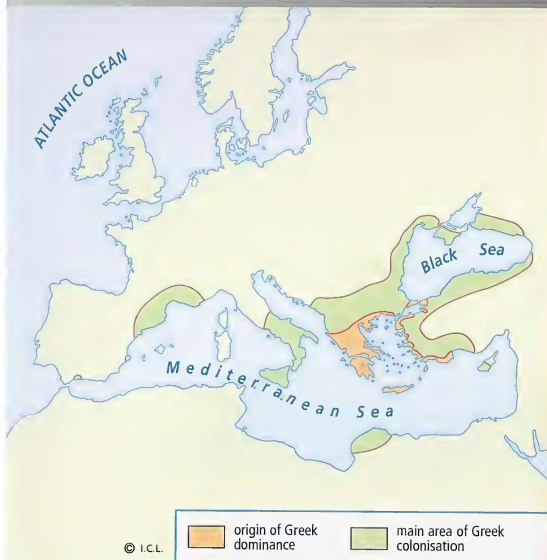 ATLANTIC OCEAN
Black Sea
Mediterranean Sea
© I.C.L.
origin of Greek
dominance
main area of Greek
colonisation